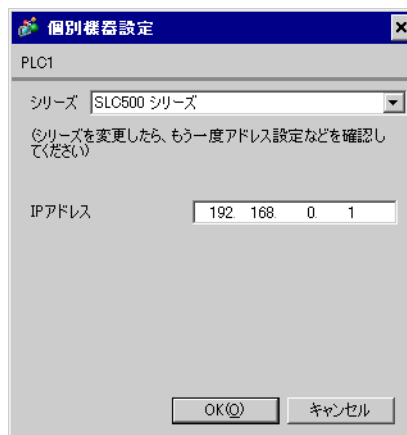 個別機器設定
PLC1
シリーズ SLC500 シリーズ
(シリーズを変更したら、もう一度アドレス設定などを確認し
てください)
IPアドレス 192. 168. 0. 1
OK(O) キャンセル